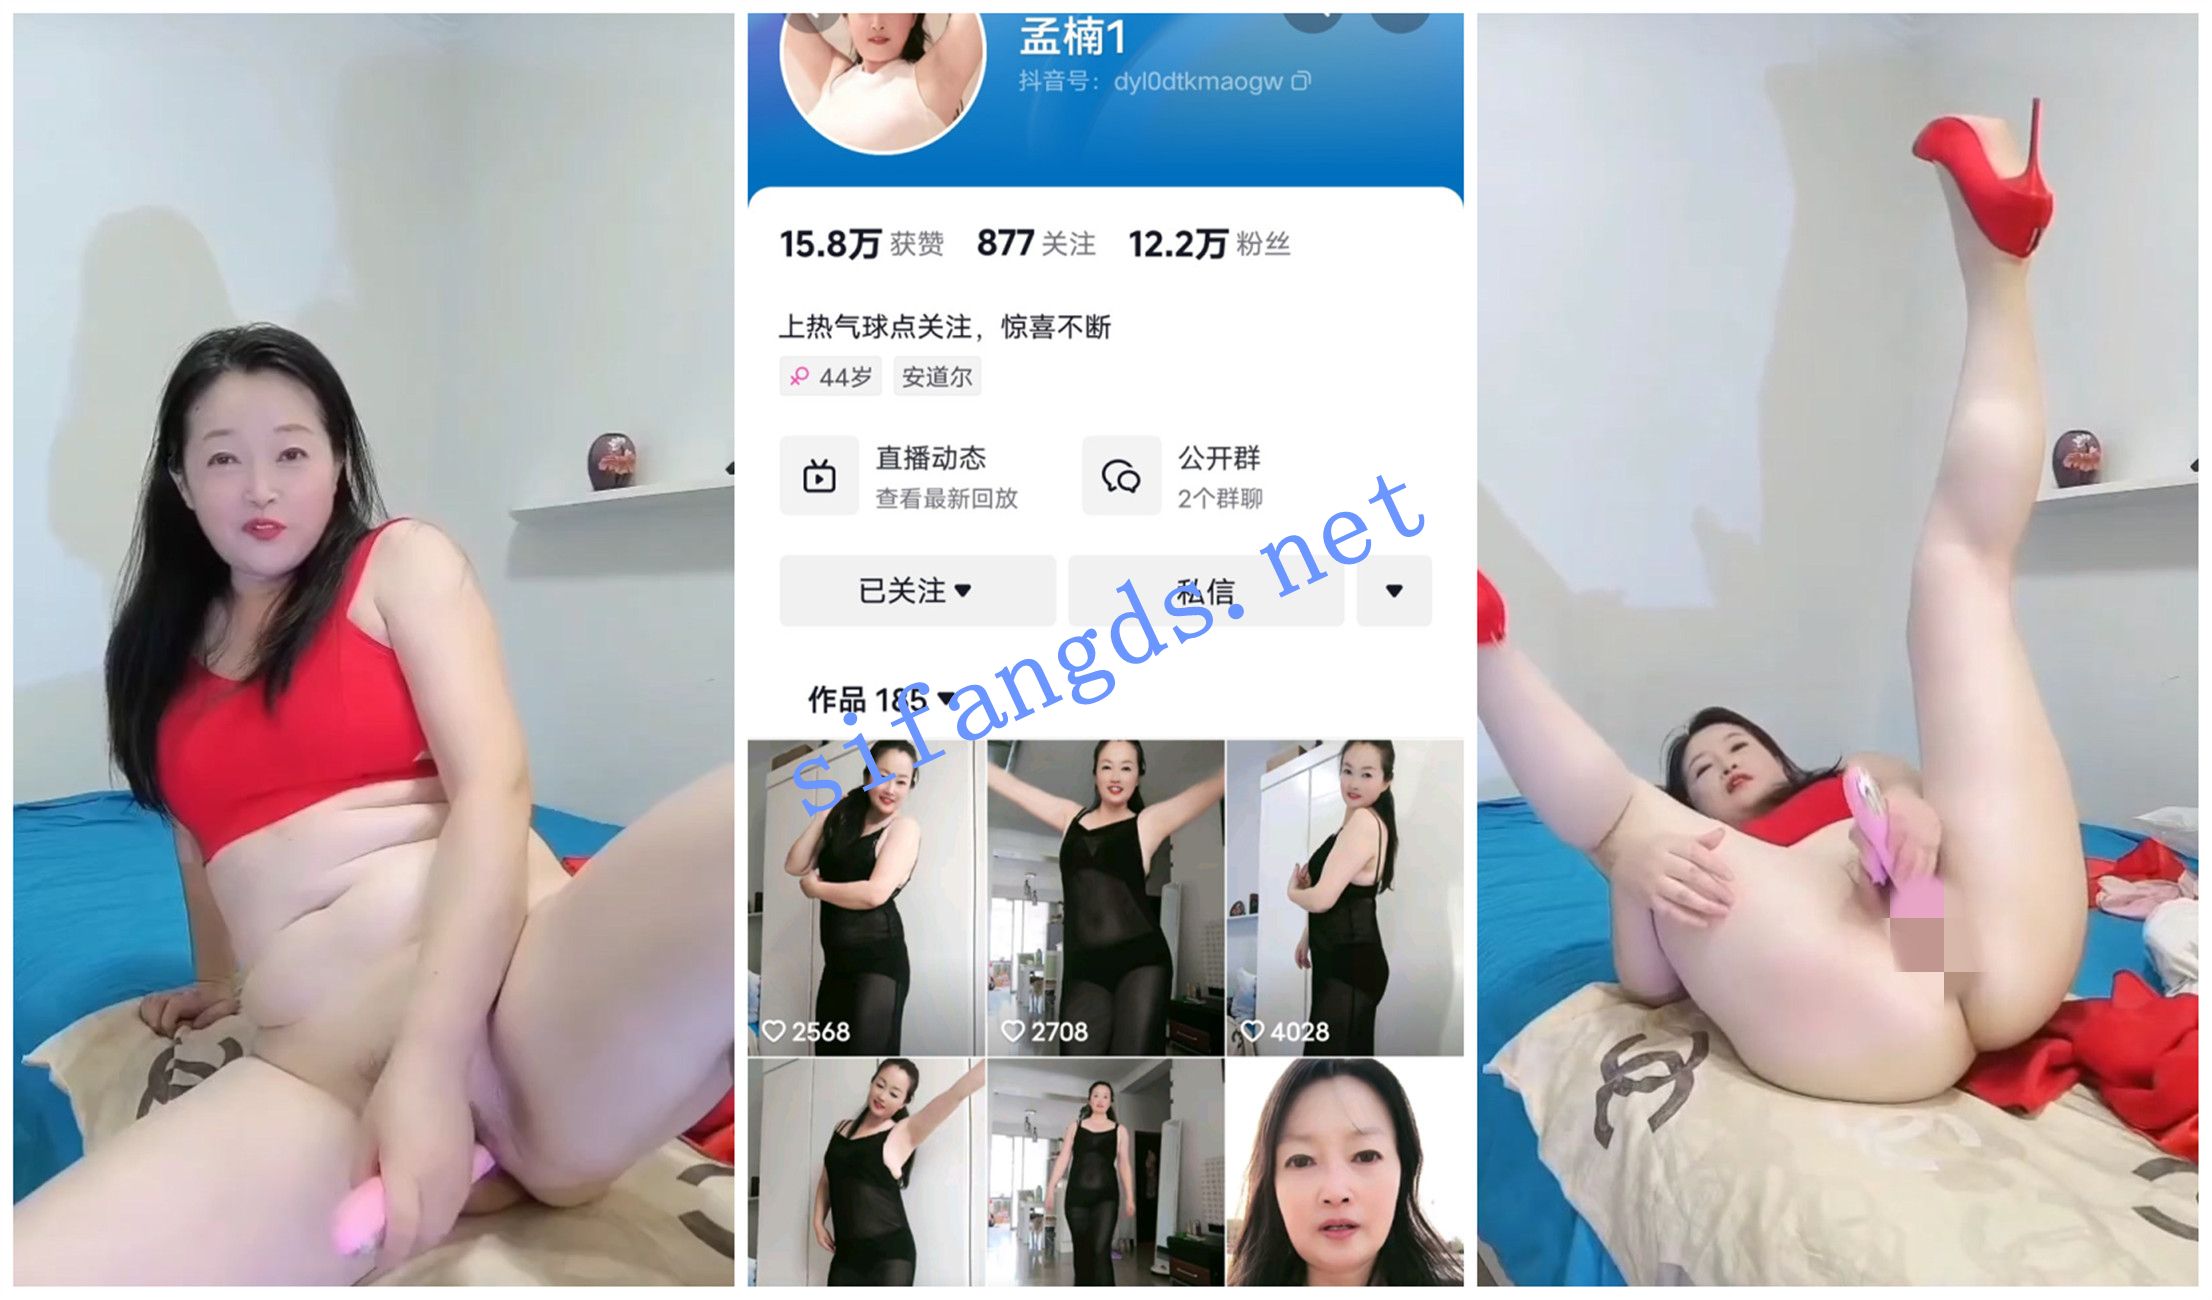 孟楠1
抖音号：dyl0dtkmaogw
15.8万 获赞 877 关注 12.2万 粉丝
上热气球点关注，惊喜不断
44岁 安道尔
直播动态 公开群
查看最新回放 2个群聊
已关注 私信
作品 185
sifangds.net
2568 2708 4028